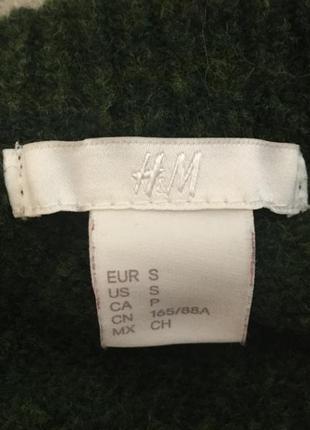 H&M
EUR S
US S
CA P
CN 165/88A
MX CH